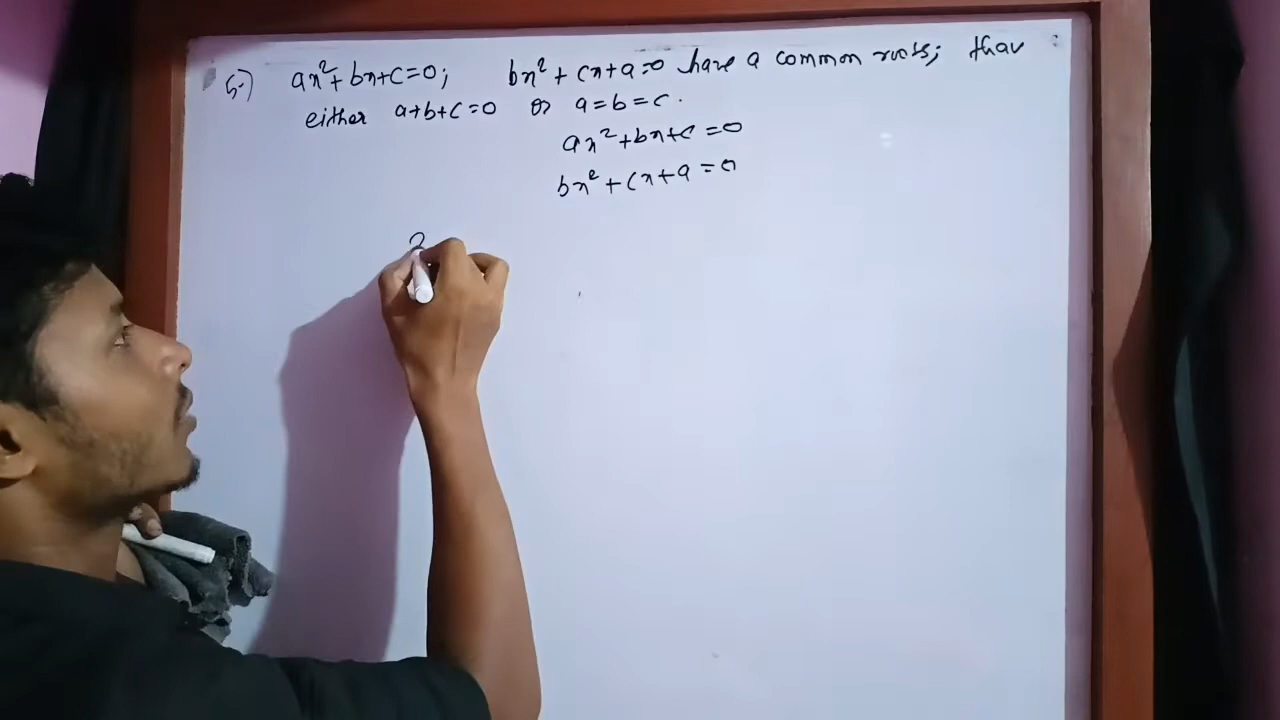 5.) ax²+bx+c=0; bx²+cx+a=0 have a common roots; than
either a+b+c=0 or a=b=c.
ax²+bx+c=0
bx²+cx+a=0